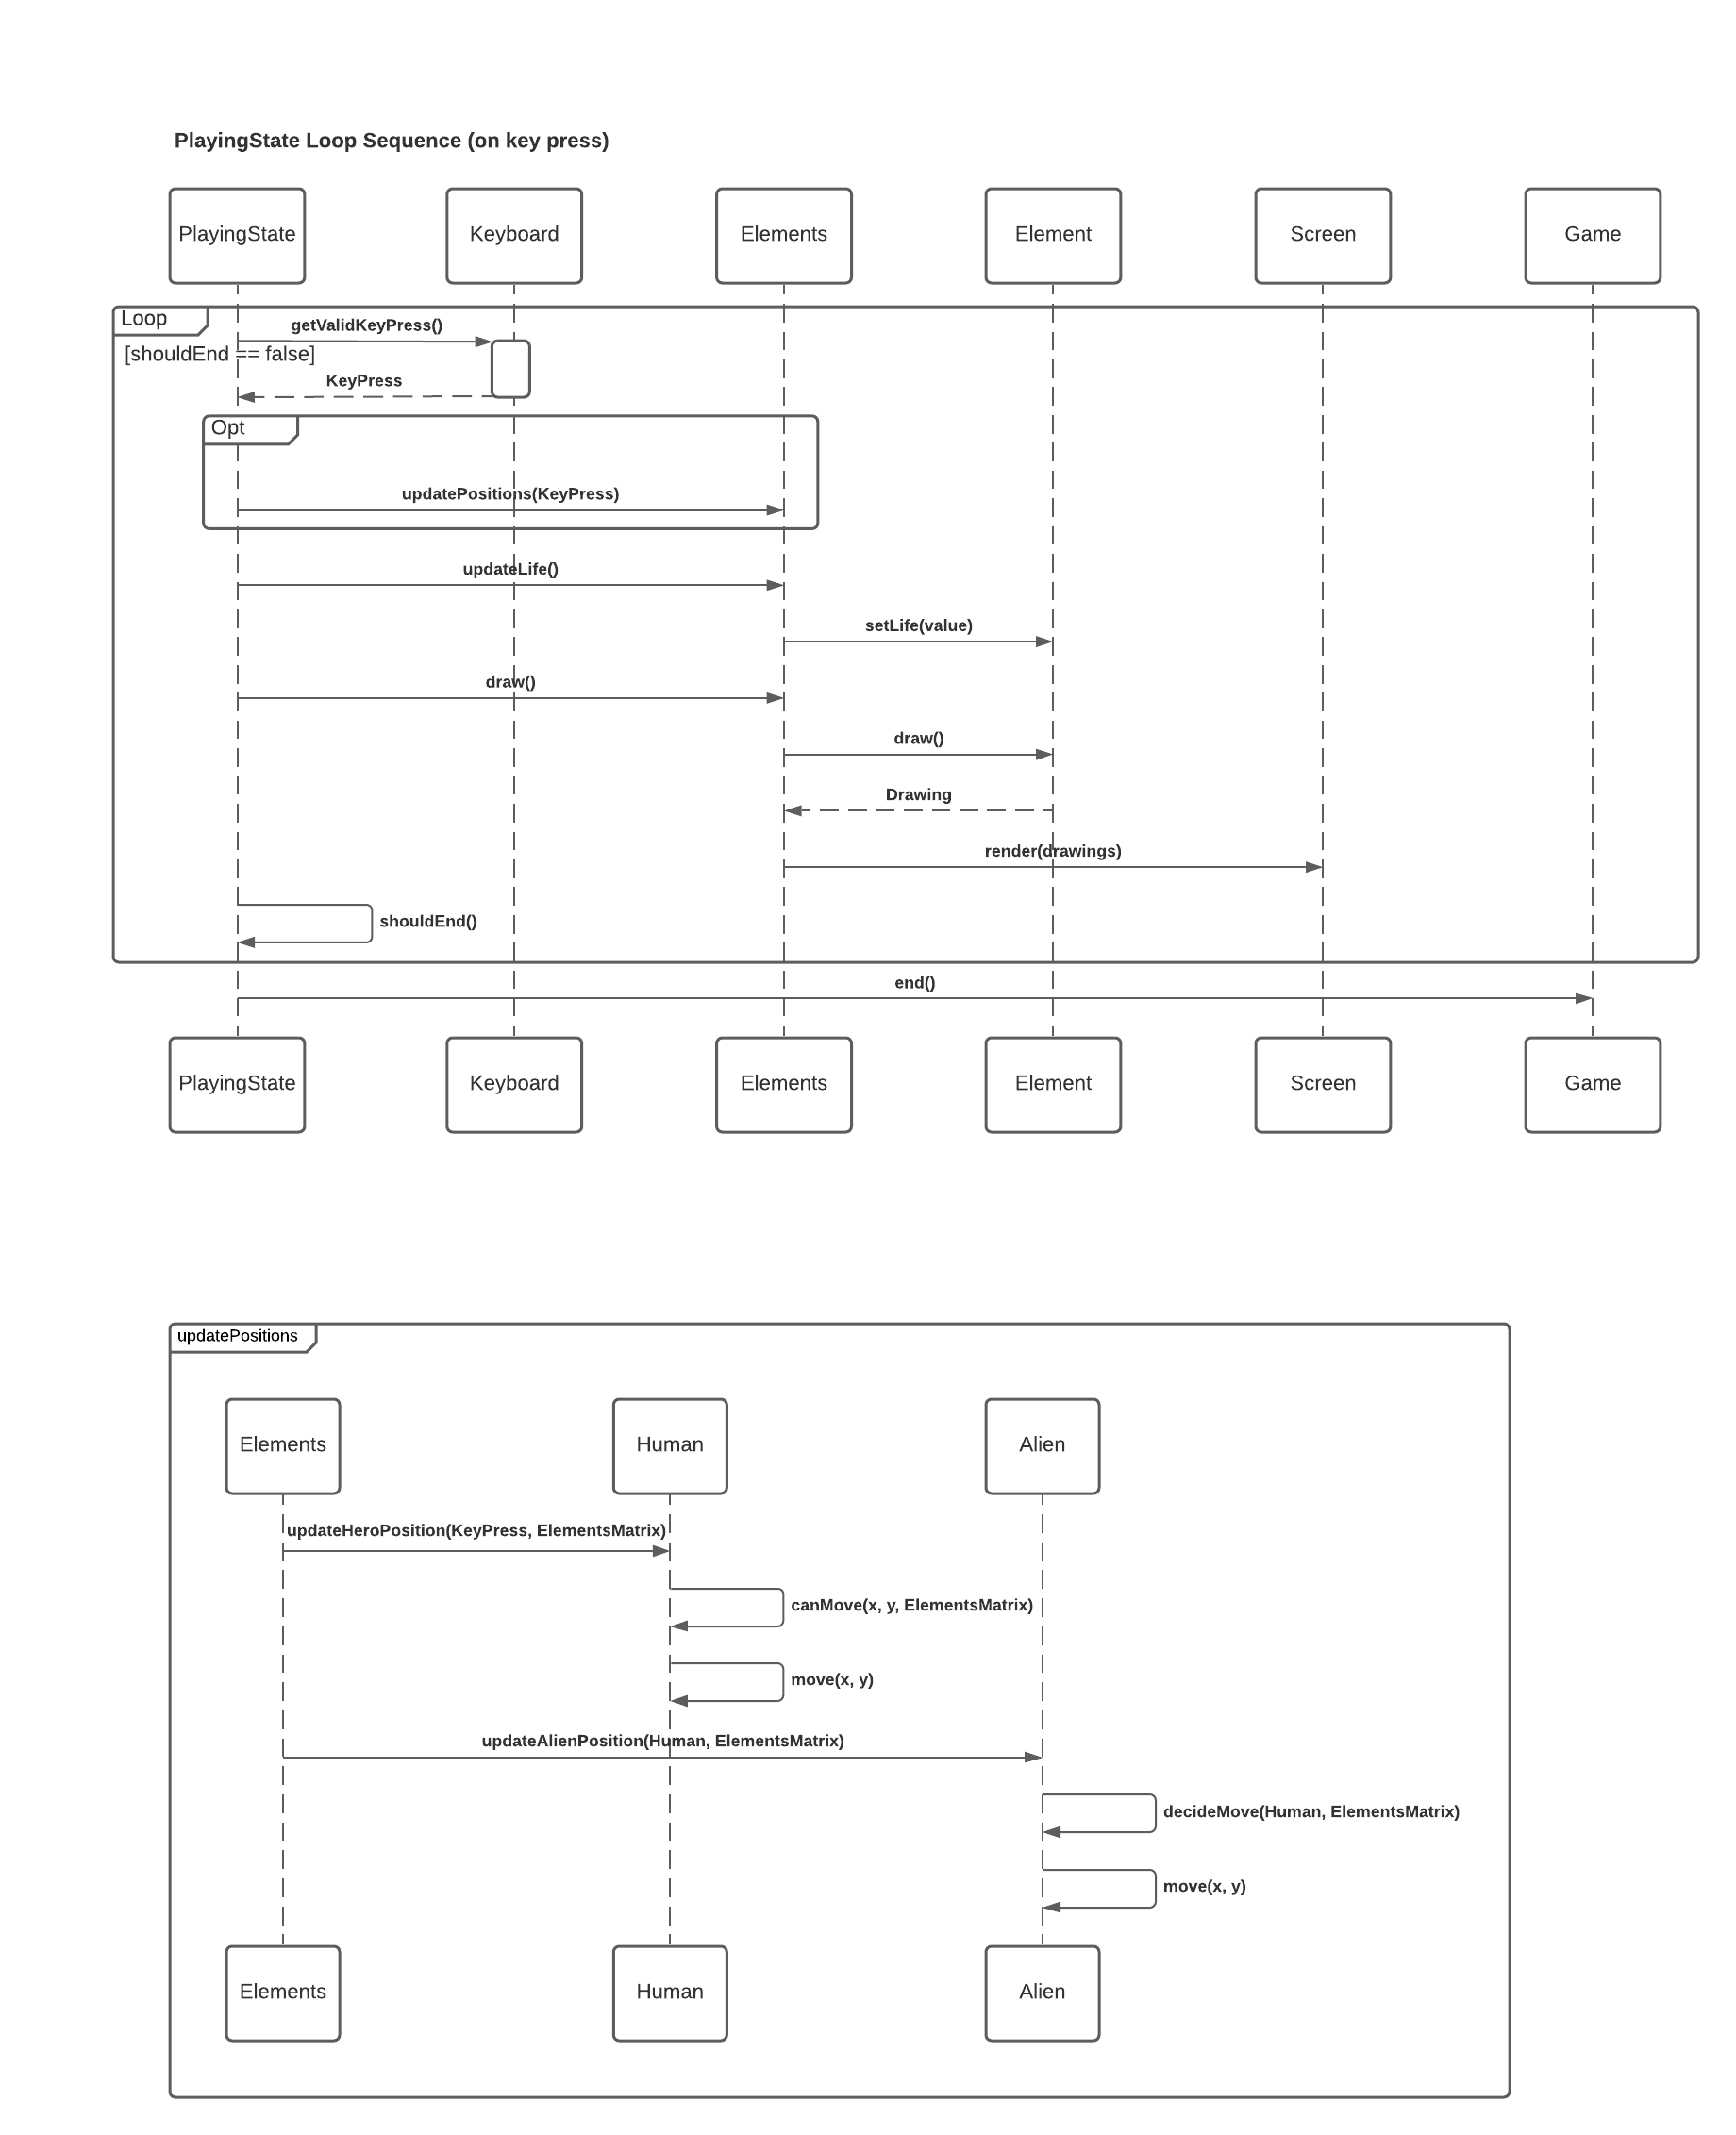 PlayingState Loop Sequence (on key press)
PlayingState
Keyboard
Elements
Element
Screen
Game
Loop
getValidKeyPress()
[shouldEnd == false]
KeyPress
Opt
updatePositions(KeyPress)
updateLife()
setLife(value)
draw()
draw()
Drawing
render(drawings)
shouldEnd()
end()
PlayingState
Keyboard
Elements
Element
Screen
Game
updatePositions
Elements
Human
Alien
updateHeroPosition(KeyPress, ElementsMatrix)
canMove(x, y, ElementsMatrix)
move(x, y)
updateAlienPosition(Human, ElementsMatrix)
decideMove(Human, ElementsMatrix)
move(x, y)
Elements
Human
Alien